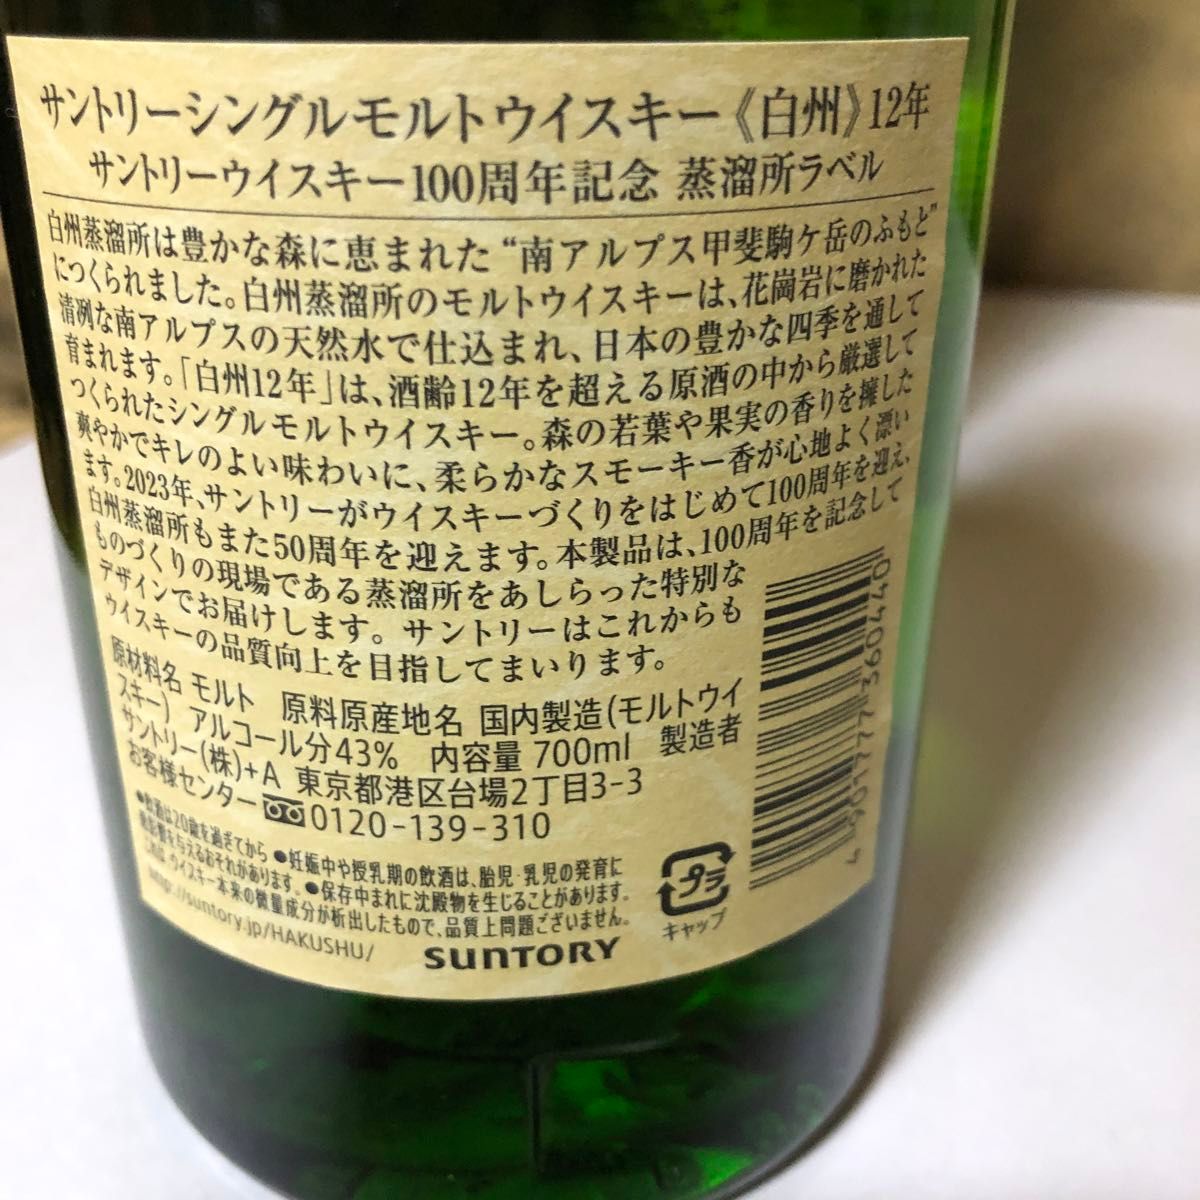 サントリーシングルモルトウイスキー《白州》12年
サントリーウイスキー100周年記念 蒸溜所ラベル
白州蒸溜所は豊かな森に恵まれた“南アルプス甲斐駒ケ岳のふもと”
につくられました。白州蒸溜所のモルトウイスキーは、花崗岩に磨かれた
清冽な南アルプスの天然水で仕込まれ、日本の豊かな四季を通して
育まれます。「白州12年」は、酒齢12年を超える原酒の中から厳選して
つくられたシングルモルトウイスキー。森の若葉や果実の香りを擁した
爽やかでキレのよい味わいに、柔らかなスモーキー香が心地よく漂い
ます。2023年、サントリーがウイスキーづくりをはじめて100周年を迎え、
白州蒸溜所もまた50周年を迎えます。本製品は、100周年を記念して
ものづくりの現場である蒸溜所をあしらった特別な
デザインでお届けします。サントリーはこれからも
ウイスキーの品質向上を目指してまいります。
原材料名 モルト 原料原産地名 国内製造(モルトウイ
スキー) アルコール分43% 内容量 700ml 製造者
サントリー(株)+A 東京都港区台場2丁目3-3
お客様センター 0120-139-310
●飲酒は20歳を過ぎてから ●妊娠中や授乳期の飲酒は、胎児・乳児の発育に
悪影響を与えるおそれがあります。●保存中まれに沈殿物を生じることがあります。
ウイスキー本来の微量成分が析出したもので、品質上問題ございません。
http://suntory.jp/HAKUSHU/
SUNTORY
プラ
キャップ
4 901777 390440